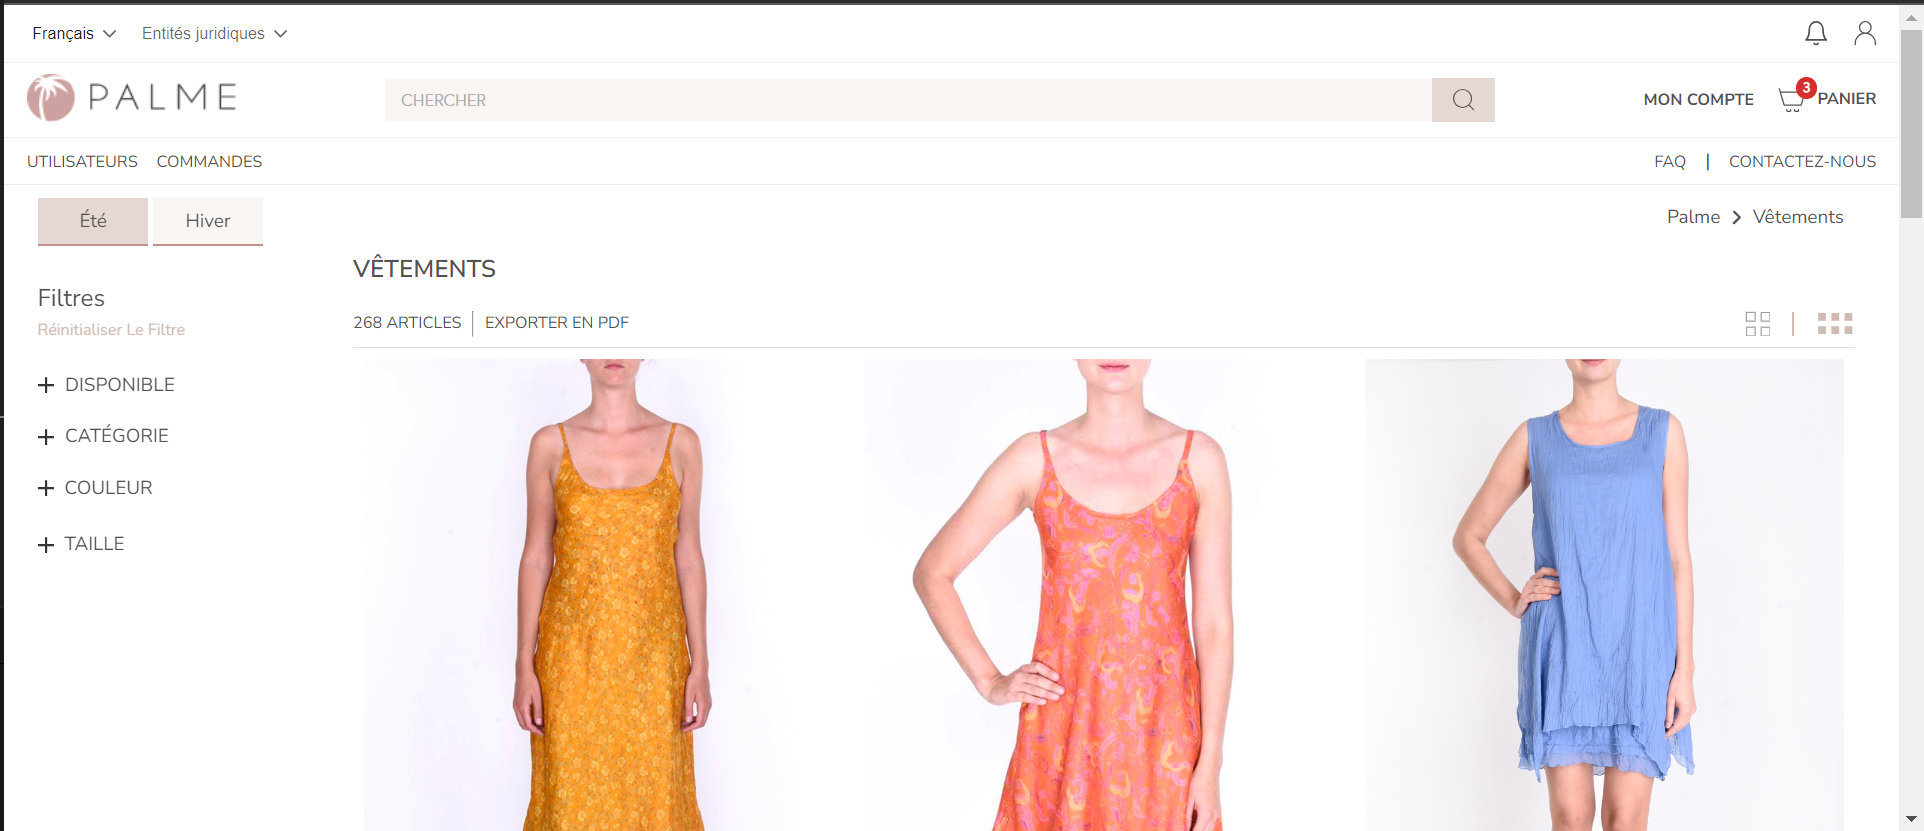 Français Entités juridiques
PALME CHERCHER MON COMPTE 3 PANIER
UTILISATEURS COMMANDES FAQ | CONTACTEZ-NOUS
Été Hiver Palme > Vêtements
VÊTEMENTS
Filtres
268 ARTICLES | EXPORTER EN PDF
Réinitialiser Le Filtre
+ DISPONIBLE
+ CATÉGORIE
+ COULEUR
+ TAILLE